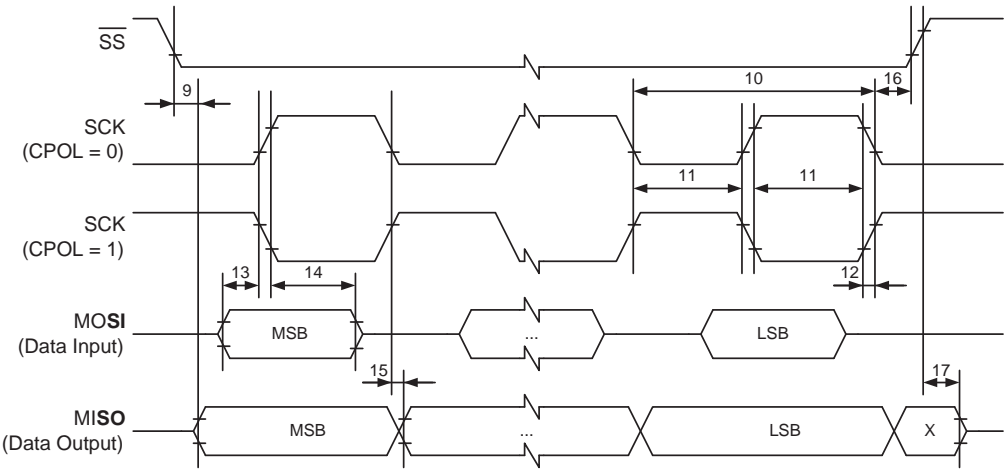 SS
9
10
16
SCK
(CPOL = 0)
11
11
SCK
(CPOL = 1)
13
14
12
MOSI
(Data Input)
MSB
...
LSB
15
17
MISO
(Data Output)
MSB
...
LSB
X